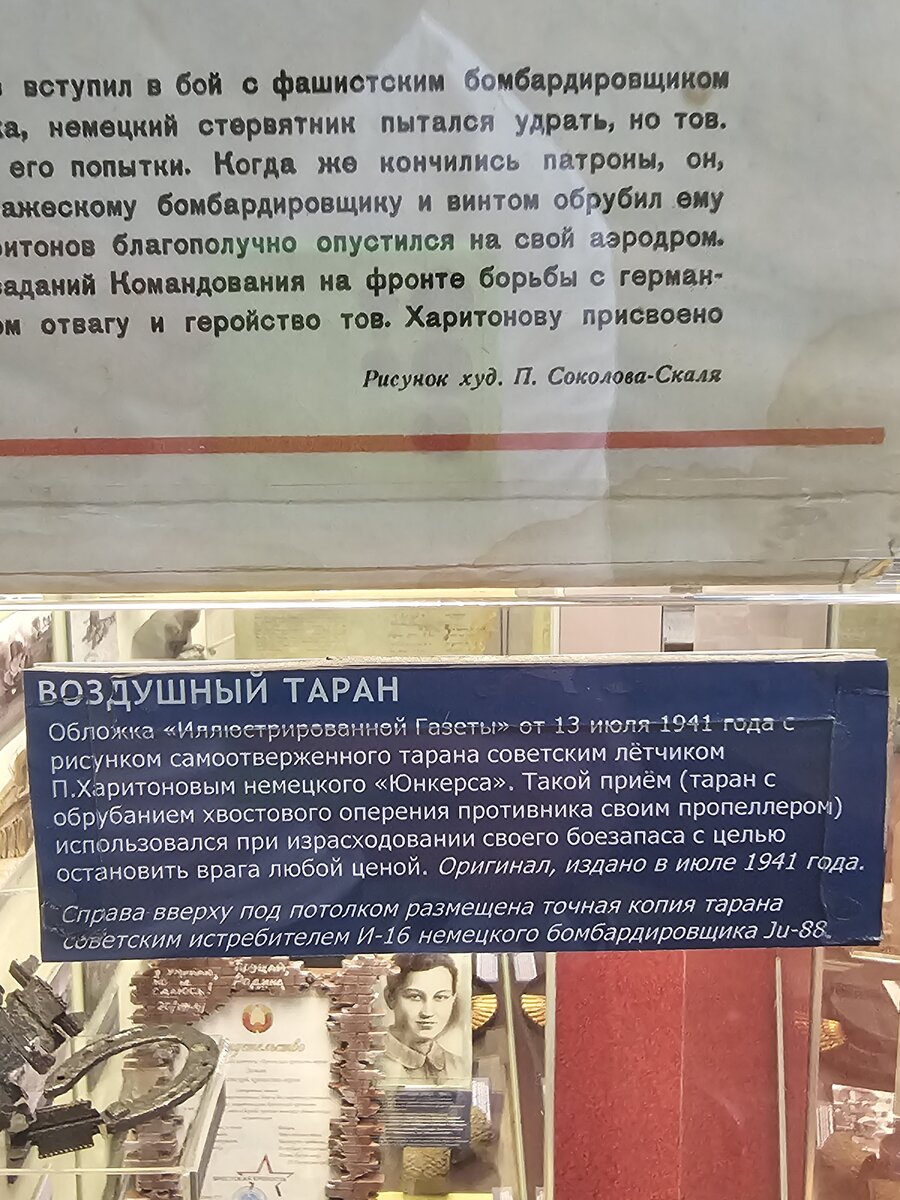 вступил в бой с фашистским бомбардировщиком
немецкий стервятник пытался удрать, но тов.
его попытки. Когда же кончились патроны, он,
бомбардировщику и винтом обрубил ему
благополучно опустился на свой аэродром.
Командования на фронте борьбы с герман-
отвагу и геройство тов. Харитонову присвоено
Рисунок худ. П. Соколова-Скаля
ВОЗДУШНЫЙ ТАРАН
Обложка «Иллюстрированной Газеты» от 13 июля 1941 года с
рисунком самоотверженного тарана советским лётчиком
П.Харитоновым немецкого «Юнкерса». Такой приём (таран с
обрубанием хвостового оперения противника своим пропеллером)
использовался при израсходовании своего боезапаса с целью
остановить врага любой ценой. Оригинал, издано в июле 1941 года.
Справа вверху под потолком размещена точная копия тарана
советским истребителем И-16 немецкого бомбардировщика Ju-88.